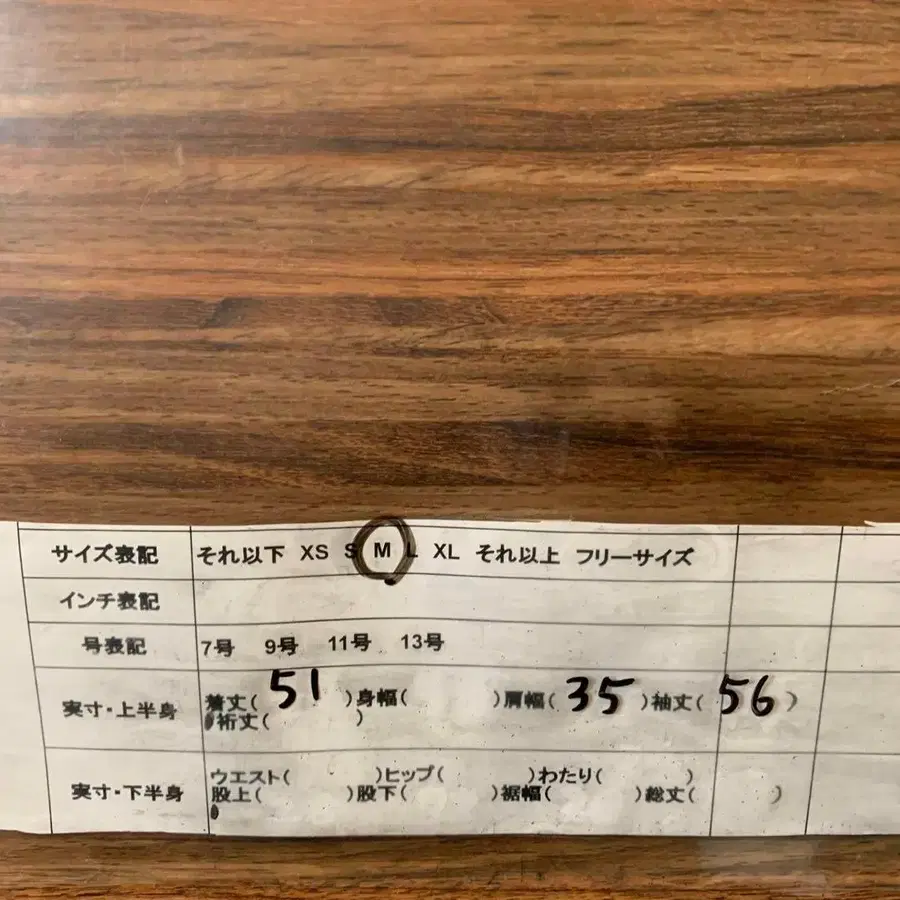 サイズ表記 それ以下 XS S M L XL それ以上 フリーサイズ
インチ表記
号表記 7号 9号 11号 13号
実寸・上半身 着丈( 51 )身幅( )肩幅( 35 )袖丈( 56 )
裄丈( )
実寸・下半身 ウエスト( )ヒップ( )わたり( )
股上( )股下( )裾幅( )総丈( )